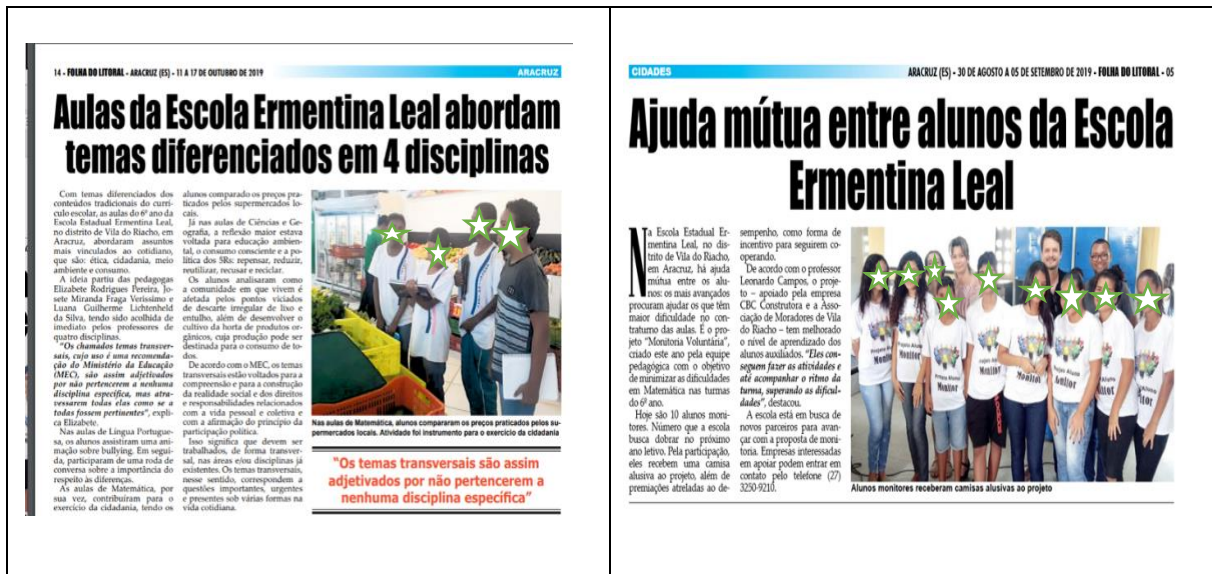 14 - FOLHA DO LITORAL - ARACRUZ (ES) - 11 A 17 DE OUTUBRO DE 2019
ARACRUZ
Aulas da Escola Ermentina Leal abordam
temas diferenciados em 4 disciplinas
Com temas diferenciados dos
conteúdos tradicionais do currí-
culo escolar, as aulas do 6º ano da
Escola Estadual Ermentina Leal,
no distrito de Vila do Riacho, em
Aracruz, abordaram assuntos
mais vinculados ao cotidiano,
que são: ética, cidadania, meio
ambiente e consumo.
A ideia partiu das pedagogas
Elizabete Rodrigues Pereira, Jo-
sete Miranda Fraga Veríssimo e
Luana Guilherme Lichtenheld
da Silva, tendo sido acolhida de
imediato pelos professores de
quatro disciplinas.
"Os chamados temas transver-
sais, cujo uso é uma recomenda-
ção do Ministério da Educação
(MEC), são assim adjetivados
por não pertencerem a nenhuma
disciplina específica, mas atra-
vessarem todas elas como se a
todas fossem pertinentes", expli-
ca Elizabete.
Nas aulas de Língua Portugue-
sa, os alunos assistiram uma ani-
mação sobre bullying. Em segui-
da, participaram de uma roda de
conversa sobre a importância do
respeito às diferenças.
As aulas de Matemática, por
sua vez, contribuíram para o
exercício da cidadania, tendo os
alunos comparado os preços pra-
ticados pelos supermercados lo-
cais.
Já nas aulas de Ciências e Ge-
ografia, a reflexão maior estava
voltada para educação ambien-
tal, o consumo consciente e a po-
lítica dos 5Rs: repensar, reduzir,
reutilizar, recusar e reciclar.
Os alunos analisaram como
a comunidade em que vivem é
afetada pelos pontos viciados
de descarte irregular de lixo e
entulho, além de desenvolver o
cultivo da horta de produtos or-
gânicos, cuja produção pode ser
destinada para o consumo de to-
dos.
De acordo com o MEC, os temas
transversais estão voltados para a
compreensão e para a construção
da realidade social e dos direitos
e responsabilidades relacionados
com a vida pessoal e coletiva e
com a afirmação do princípio da
participação política.
Isso significa que devem ser
trabalhados, de forma transver-
sal, nas áreas e/ou disciplinas já
existentes. Os temas transversais,
nesse sentido, correspondem a
questões importantes, urgentes
e presentes sob várias formas na
vida cotidiana.
Nas aulas de Matemática, alunos compararam os preços praticados pelos su-
permercados locais. Atividade foi instrumento para o exercício da cidadania
"Os temas transversais são assim
adjetivados por não pertencerem a
nenhuma disciplina específica"
CIDADES
ARACRUZ (ES) - 30 DE AGOSTO A 05 DE SETEMBRO DE 2019 - FOLHA DO LITORAL - 05
Ajuda mútua entre alunos da Escola
Ermentina Leal
Na Escola Estadual Er-
mentina Leal, no dis-
trito de Vila do Riacho,
em Aracruz, há ajuda
mútua entre os alu-
nos: os mais avançados
procuram ajudar os que têm
maior dificuldade no con-
traturno das aulas. É o pro-
jeto "Monitoria Voluntária",
criado este ano pela equipe
pedagógica com o objetivo
de minimizar as dificuldades
em Matemática nas turmas
do 6º ano.
Hoje são 10 alunos moni-
tores. Número que a escola
busca dobrar no próximo
ano letivo. Pela participação,
eles recebem uma camisa
alusiva ao projeto, além de
premiações atreladas ao de-
sempenho, como forma de
incentivo para seguirem co-
operando.
De acordo com o professor
Leonardo Campos, o proje-
to – apoiado pela empresa
CBC Construtora e a Asso-
ciação de Moradores de Vila
do Riacho – tem melhorado
o nível de aprendizado dos
alunos auxiliados. "Eles con-
seguem fazer as atividades e
até acompanhar o ritmo da
turma, superando as dificul-
dades", destacou.
A escola está em busca de
novos parceiros para avan-
çar com a proposta de moni-
toria. Empresas interessadas
em apoiar podem entrar em
contato pelo telefone (27)
3250-9210.
Projeto Aluno
Monitor
Alunos monitores receberam camisas alusivas ao projeto